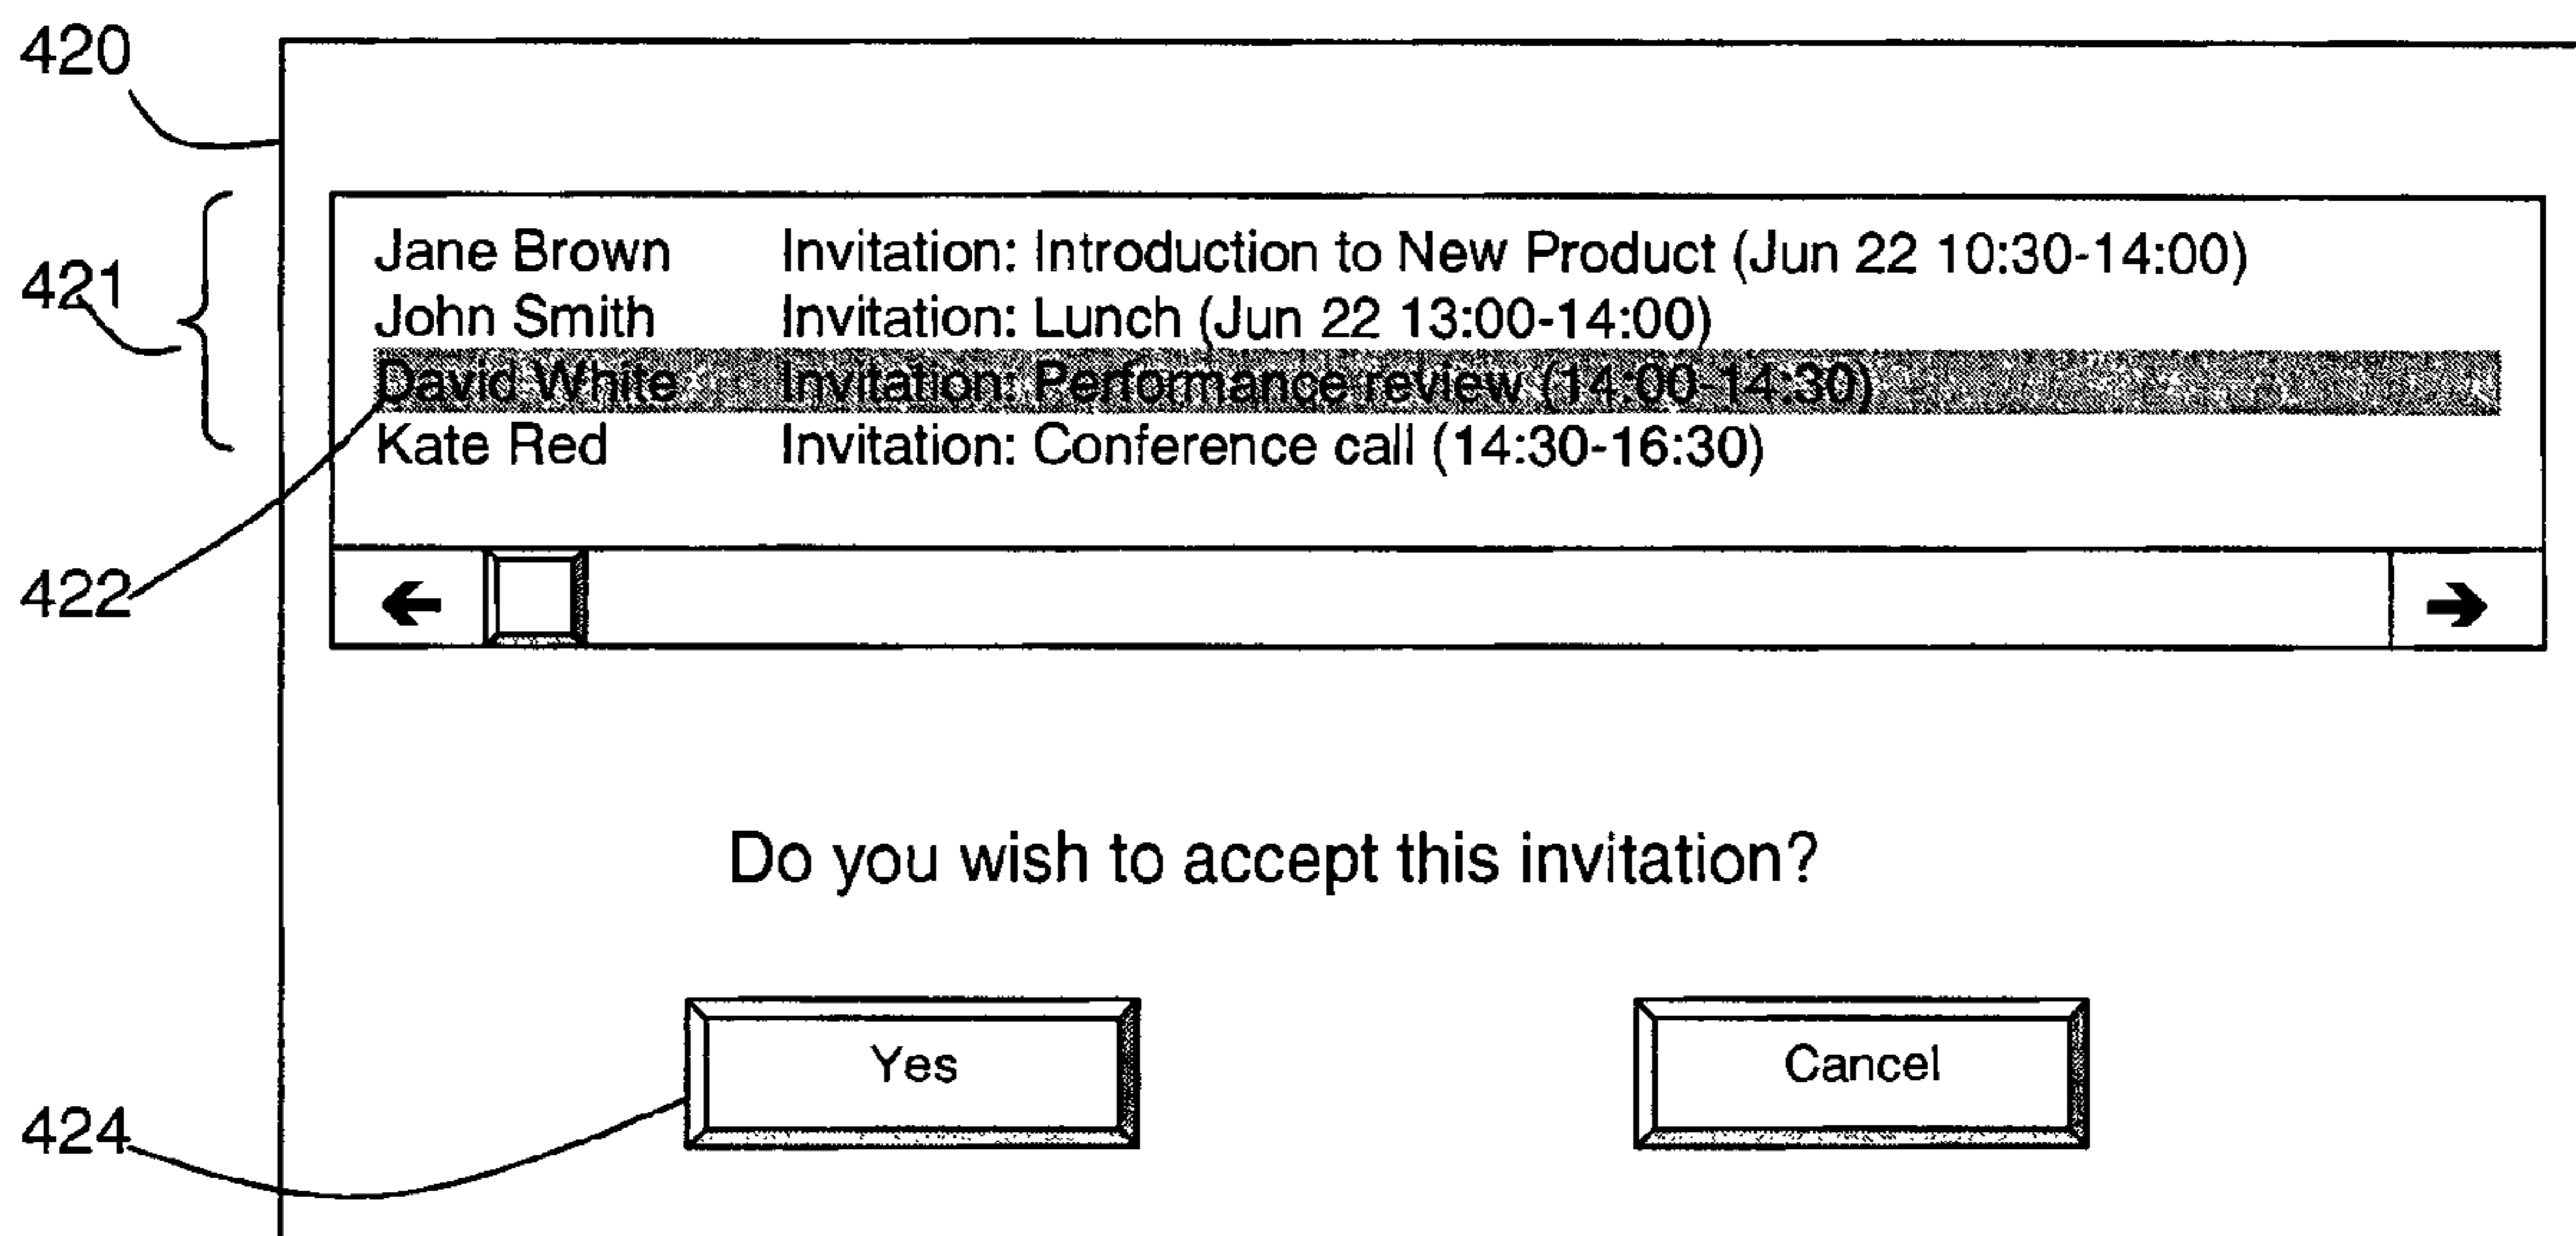 420
421
Jane Brown Invitation: Introduction to New Product (Jun 22 10:30-14:00)
John Smith Invitation: Lunch (Jun 22 13:00-14:00)
David White Invitation: Performance review (14:00-14:30)
Kate Red Invitation: Conference call (14:30-16:30)
422
Do you wish to accept this invitation?
Yes Cancel
424